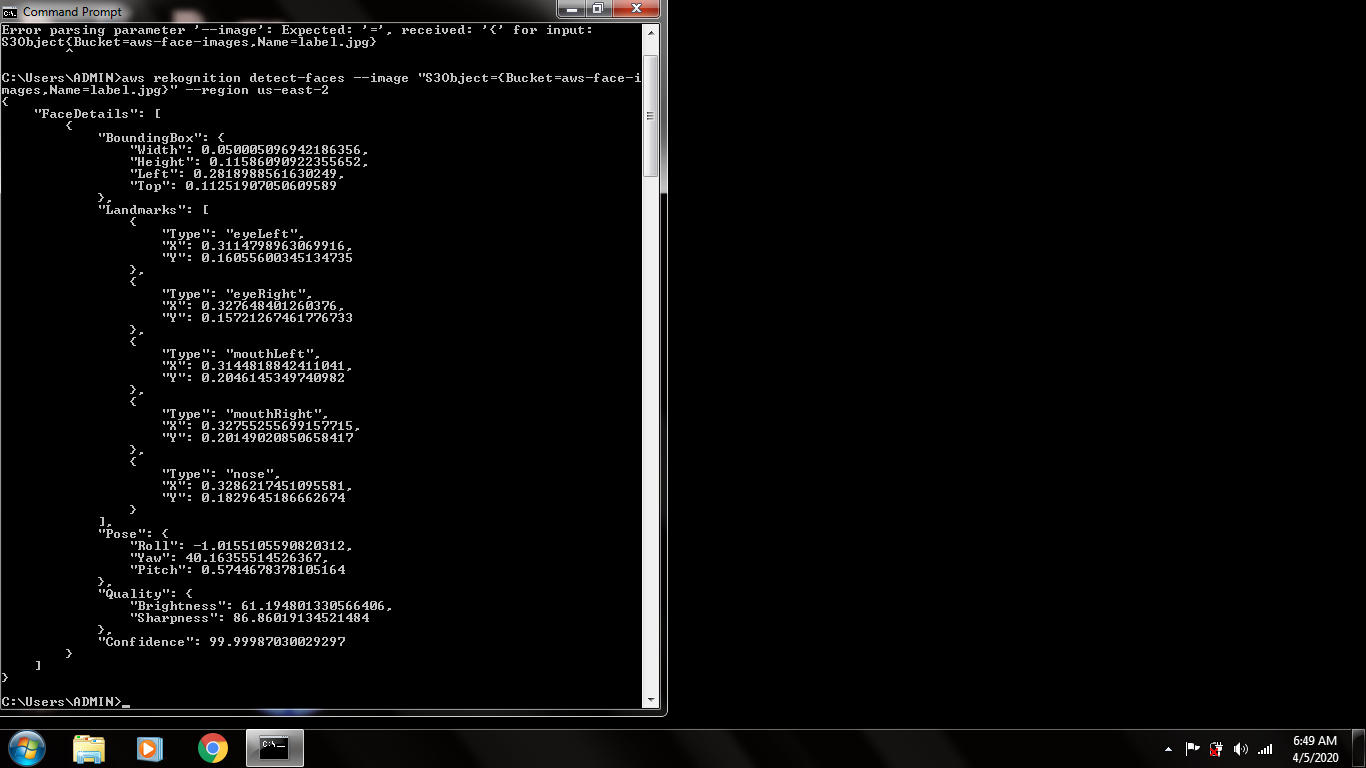 Command Prompt
Error parsing parameter '--image': Expected: '=', received: '{' for input:
S3Object{Bucket=aws-face-images,Name=label.jpg}
^
C:\Users\ADMIN>aws rekognition detect-faces --image "S3Object={Bucket=aws-face-i
mages,Name=label.jpg}" --region us-east-2
{
"FaceDetails": [
{
"BoundingBox": {
"Width": 0.050005096942186356,
"Height": 0.11586090922355652,
"Left": 0.2818988561630249,
"Top": 0.11251907050609589
},
"Landmarks": [
{
"Type": "eyeLeft",
"X": 0.3114798963069916,
"Y": 0.16055600345134735
},
{
"Type": "eyeRight",
"X": 0.327648401260376,
"Y": 0.15721267461776733
},
{
"Type": "mouthLeft",
"X": 0.3144818842411041,
"Y": 0.2046145349740982
},
{
"Type": "mouthRight",
"X": 0.32755255699157715,
"Y": 0.20149020850658417
},
{
"Type": "nose",
"X": 0.3286217451095581,
"Y": 0.1829645186662674
}
],
"Pose": {
"Roll": -1.0155105590820312,
"Yaw": 40.16355514526367,
"Pitch": 0.5744678378105164
},
"Quality": {
"Brightness": 61.194801330566406,
"Sharpness": 86.86019134521484
},
"Confidence": 99.99987030029297
}
]
}
C:\Users\ADMIN>_
6:49 AM
4/5/2020